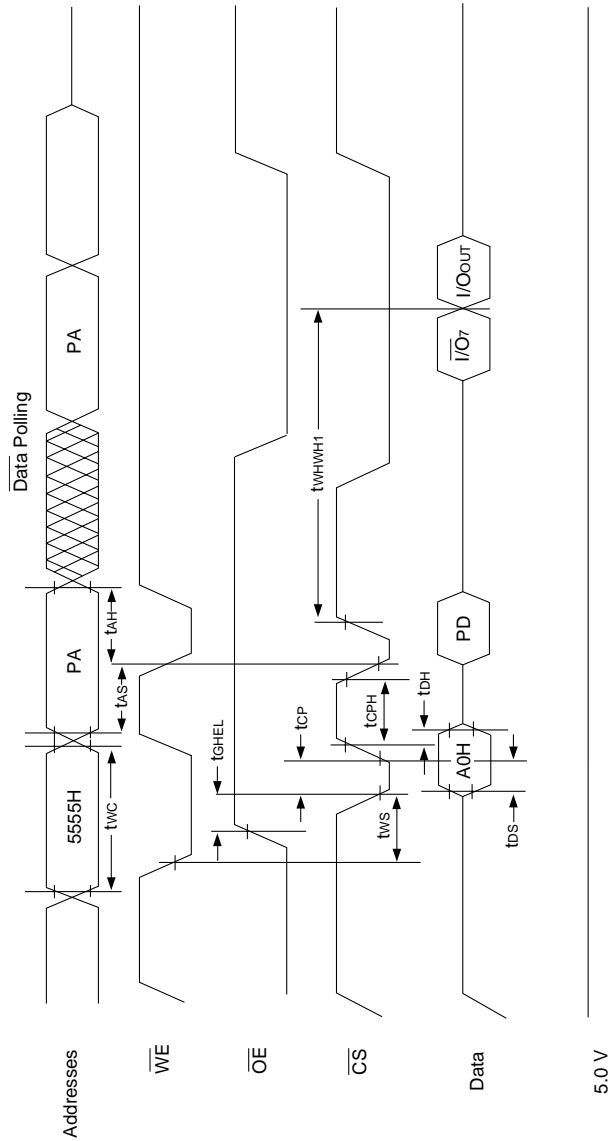 Data Polling
Addresses
5555H
PA
PA
tWC
tAS
tAH
WE
OE
tGHEL
CS
tWS
tCP
tCPH
tWHWH1
Data
A0H
PD
I/O7
I/OOUT
tDS
tDH
5.0 V